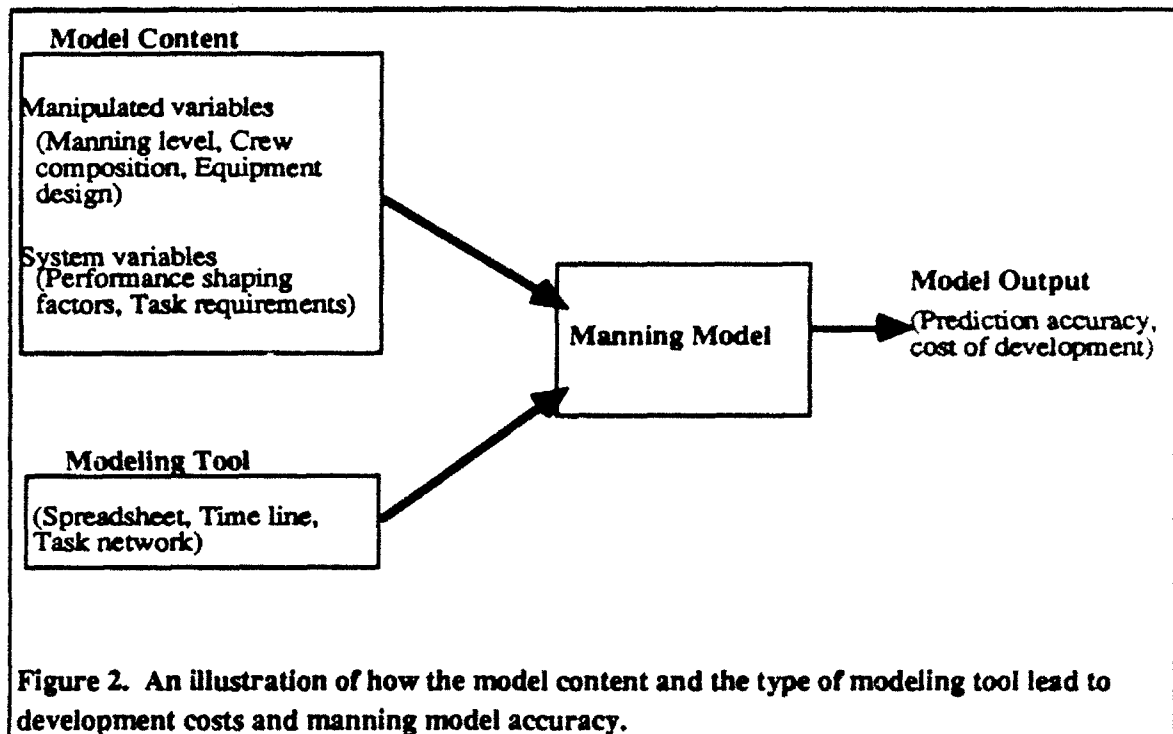 Model Content
Manipulated variables
(Manning level, Crew
composition, Equipment
design)
System variables
(Performance shaping
factors, Task requirements)
Manning Model
Model Output
(Prediction accuracy,
cost of development)
Modeling Tool
(Spreadsheet, Time line,
Task network)
Figure 2. An illustration of how the model content and the type of modeling tool lead to
development costs and manning model accuracy.